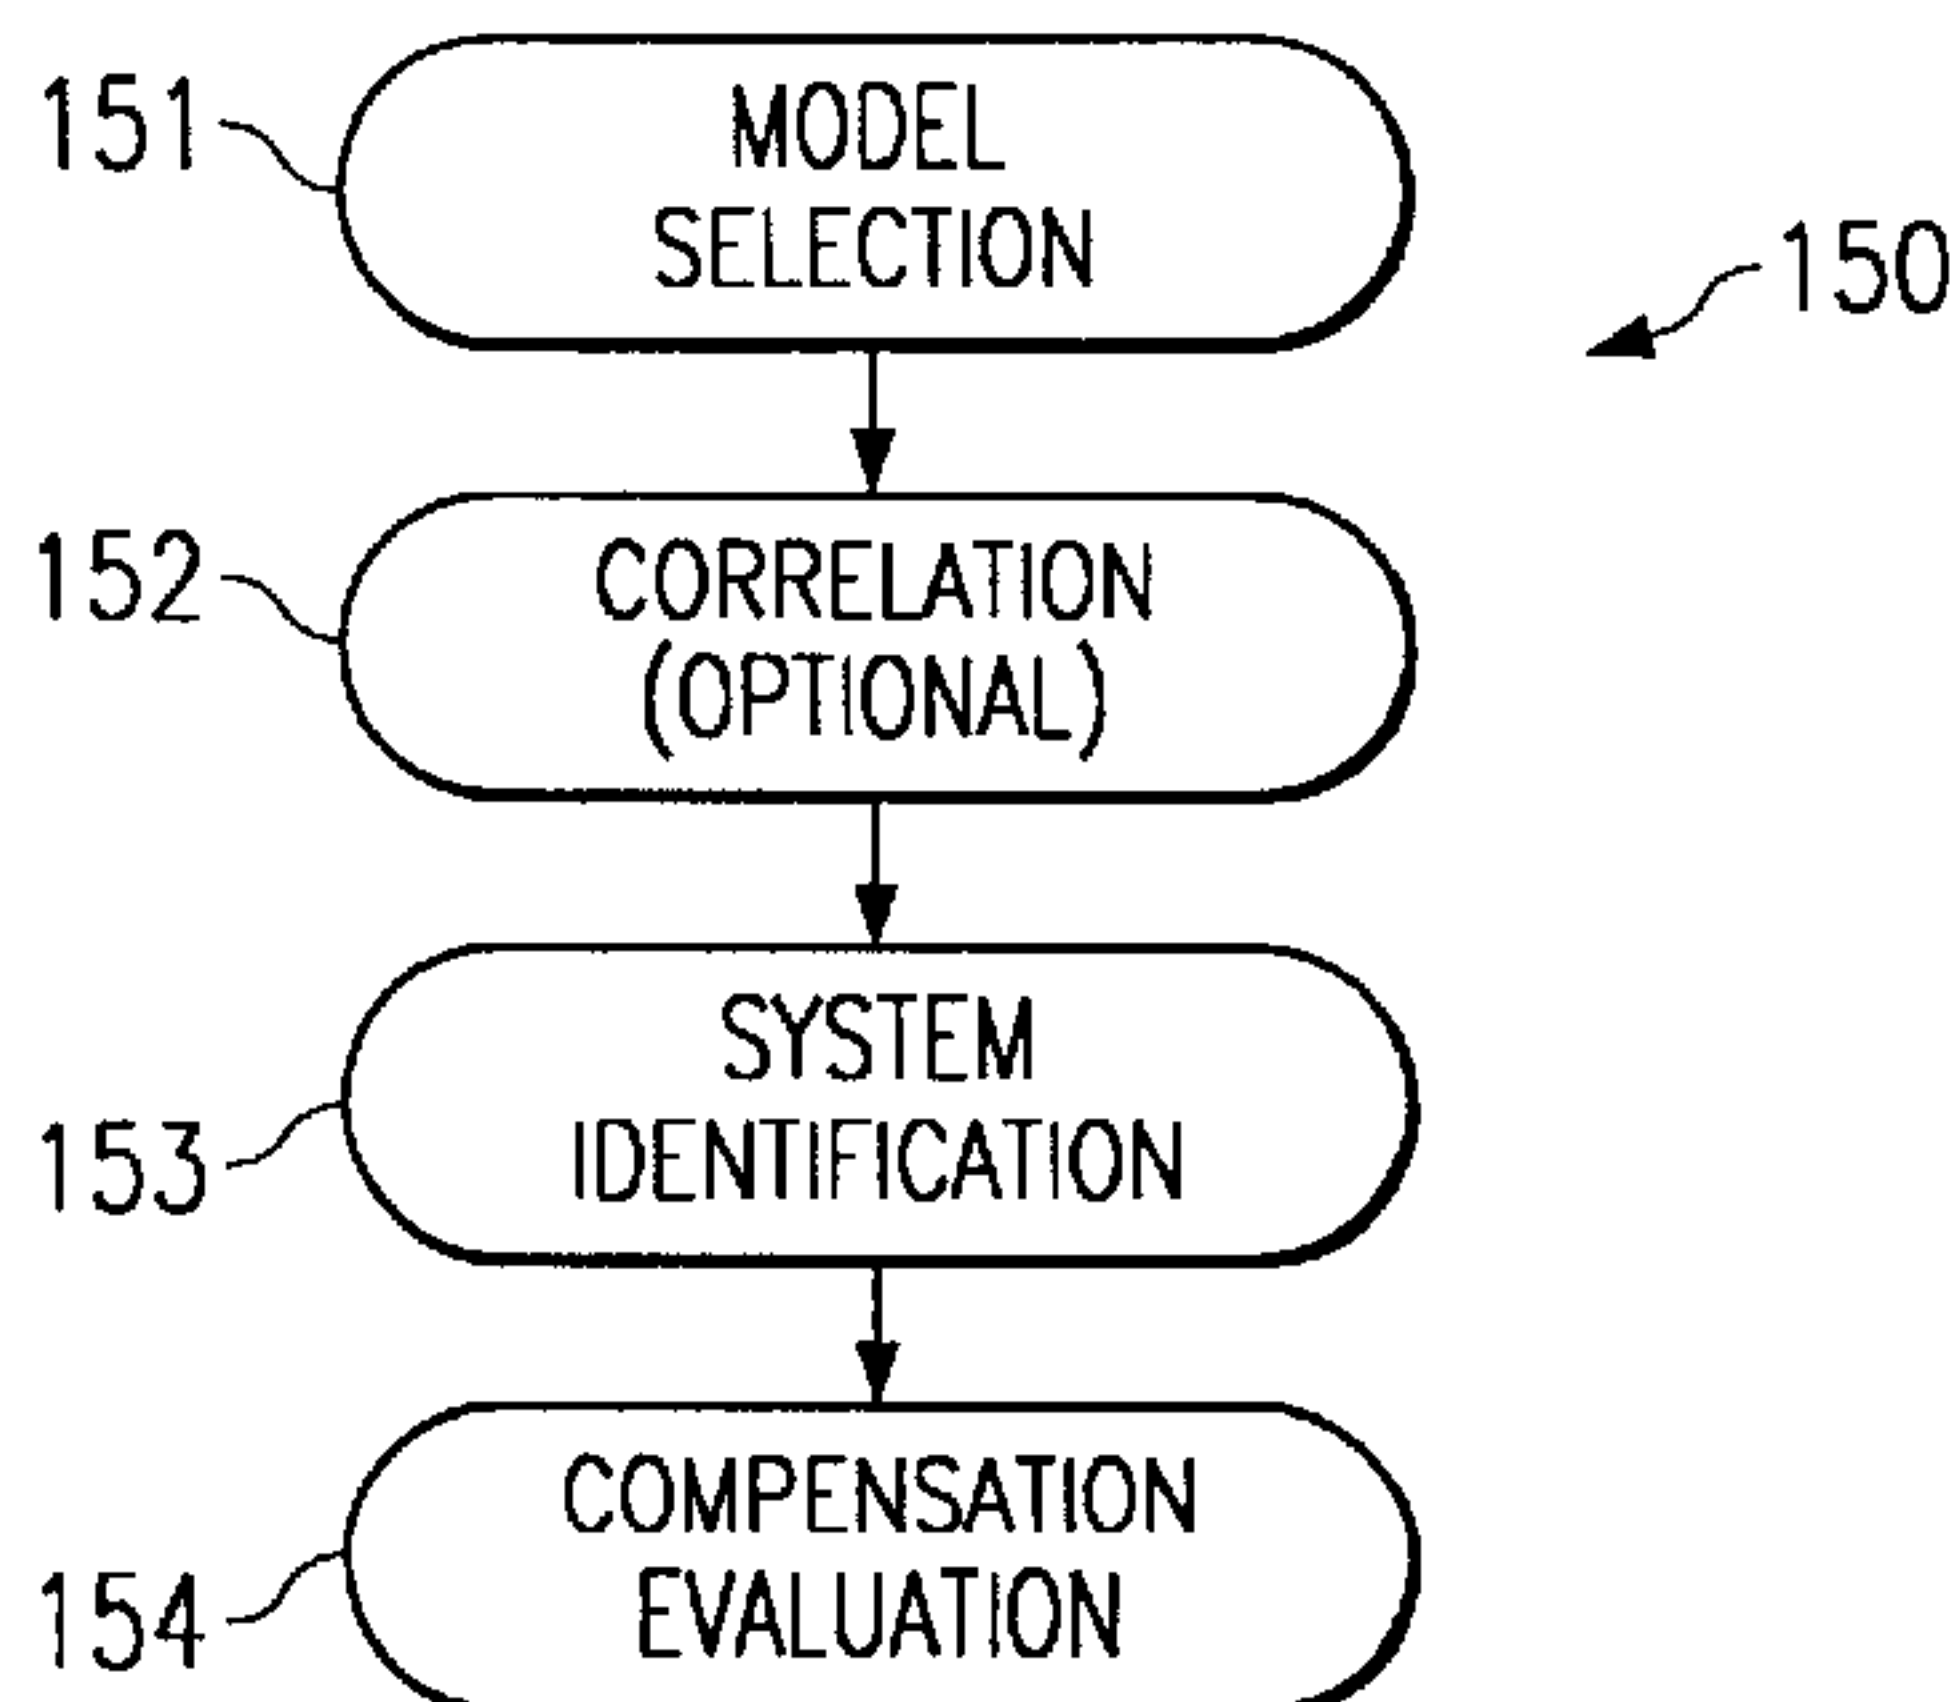 151
MODEL
SELECTION
150
152
CORRELATION
(OPTIONAL)
SYSTEM
153
IDENTIFICATION
COMPENSATION
154
EVALUATION